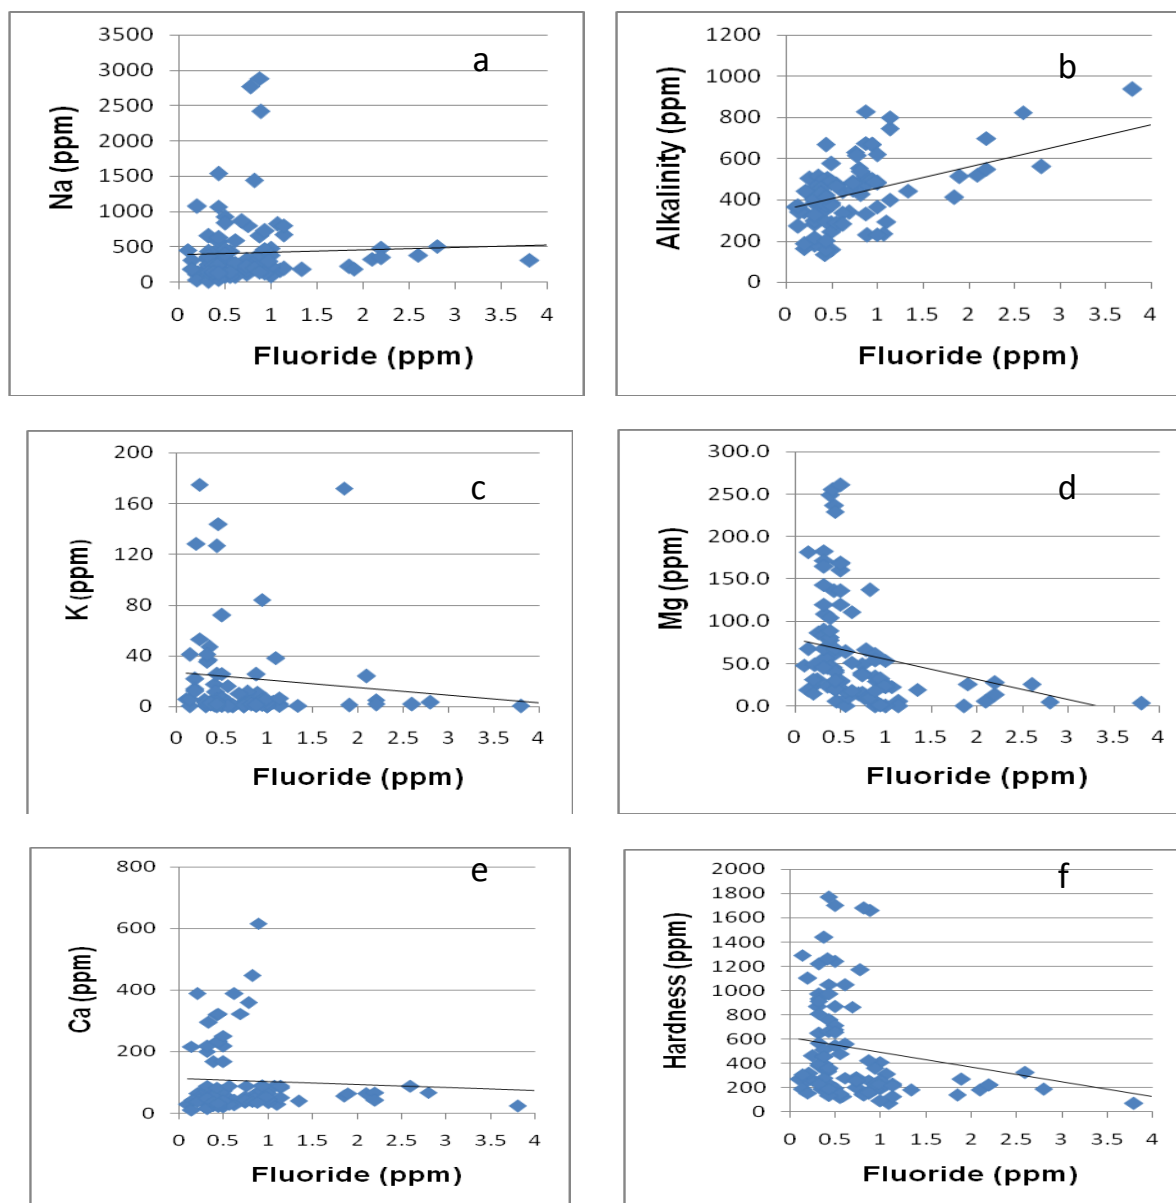 a
Na (ppm)
3500
3000
2500
2000
1500
1000
500
0
0 0.5 1 1.5 2 2.5 3 3.5 4
Fluoride (ppm)
b
Alkalinity (ppm)
1200
1000
800
600
400
200
0
0 0.5 1 1.5 2 2.5 3 3.5 4
Fluoride (ppm)
c
K (ppm)
200
160
120
80
40
0
0 0.5 1 1.5 2 2.5 3 3.5 4
Fluoride (ppm)
d
Mg (ppm)
300.0
250.0
200.0
150.0
100.0
50.0
0.0
0 0.5 1 1.5 2 2.5 3 3.5 4
Fluoride (ppm)
e
Ca (ppm)
800
600
400
200
0
0 0.5 1 1.5 2 2.5 3 3.5 4
Fluoride (ppm)
f
Hardness (ppm)
2000
1800
1600
1400
1200
1000
800
600
400
200
0
0 0.5 1 1.5 2 2.5 3 3.5 4
Fluoride (ppm)